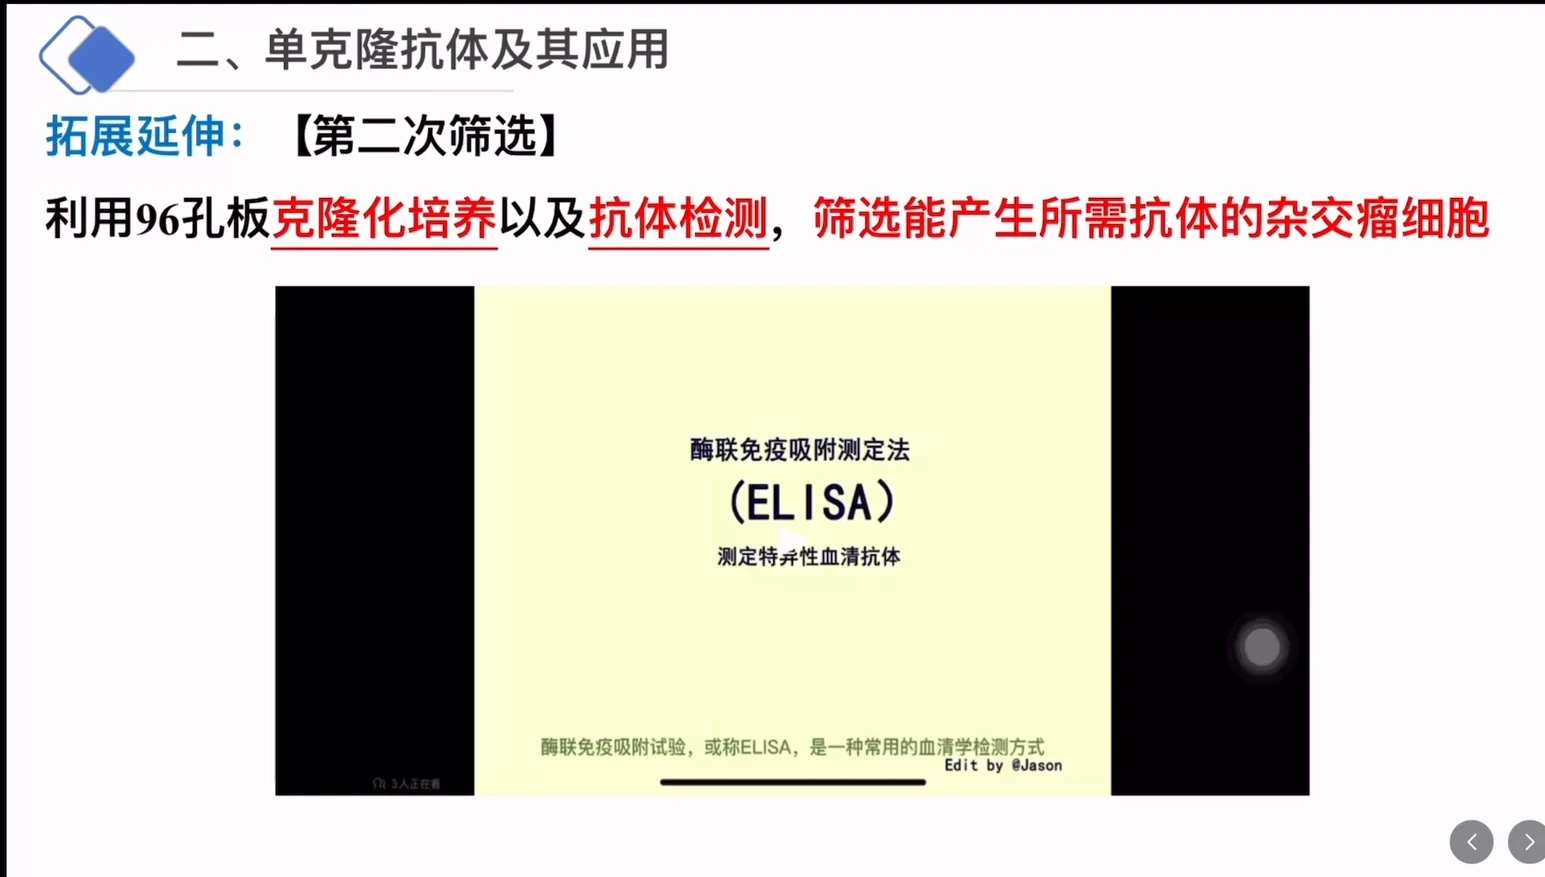 二、单克隆抗体及其应用
拓展延伸：【第二次筛选】
利用96孔板克隆化培养以及抗体检测，筛选能产生所需抗体的杂交瘤细胞
酶联免疫吸附测定法
（ELISA）
测定特异性血清抗体
酶联免疫吸附试验，或称ELISA，是一种常用的血清学检测方式
Edit by @Jason
3人正在看